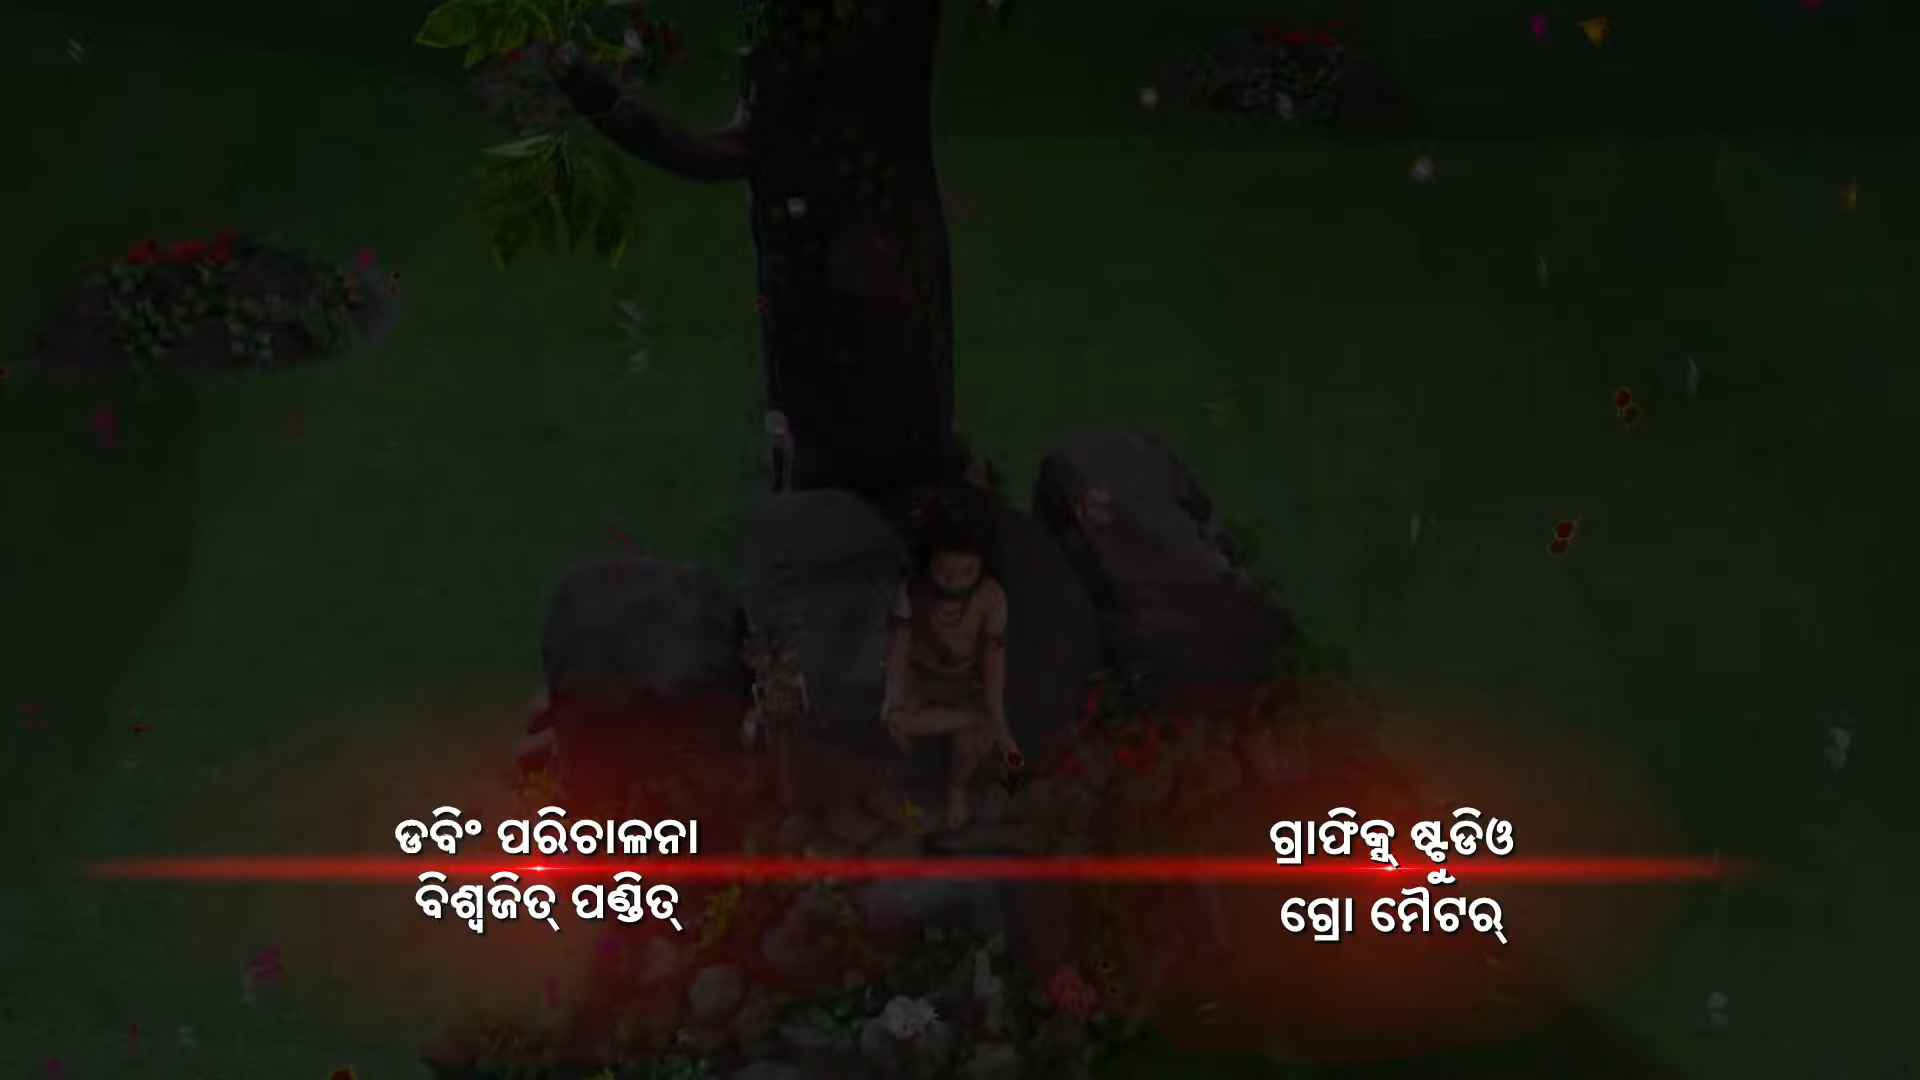 ଡବିଂ ପରିଚାଳନା
ବିଶ୍ୱଜିତ୍ ପଣ୍ଡିତ୍
ଗ୍ରାଫିକ୍ସ୍ ଷ୍ଟୁଡିଓ
ଗ୍ରୋ ମୈଟର୍